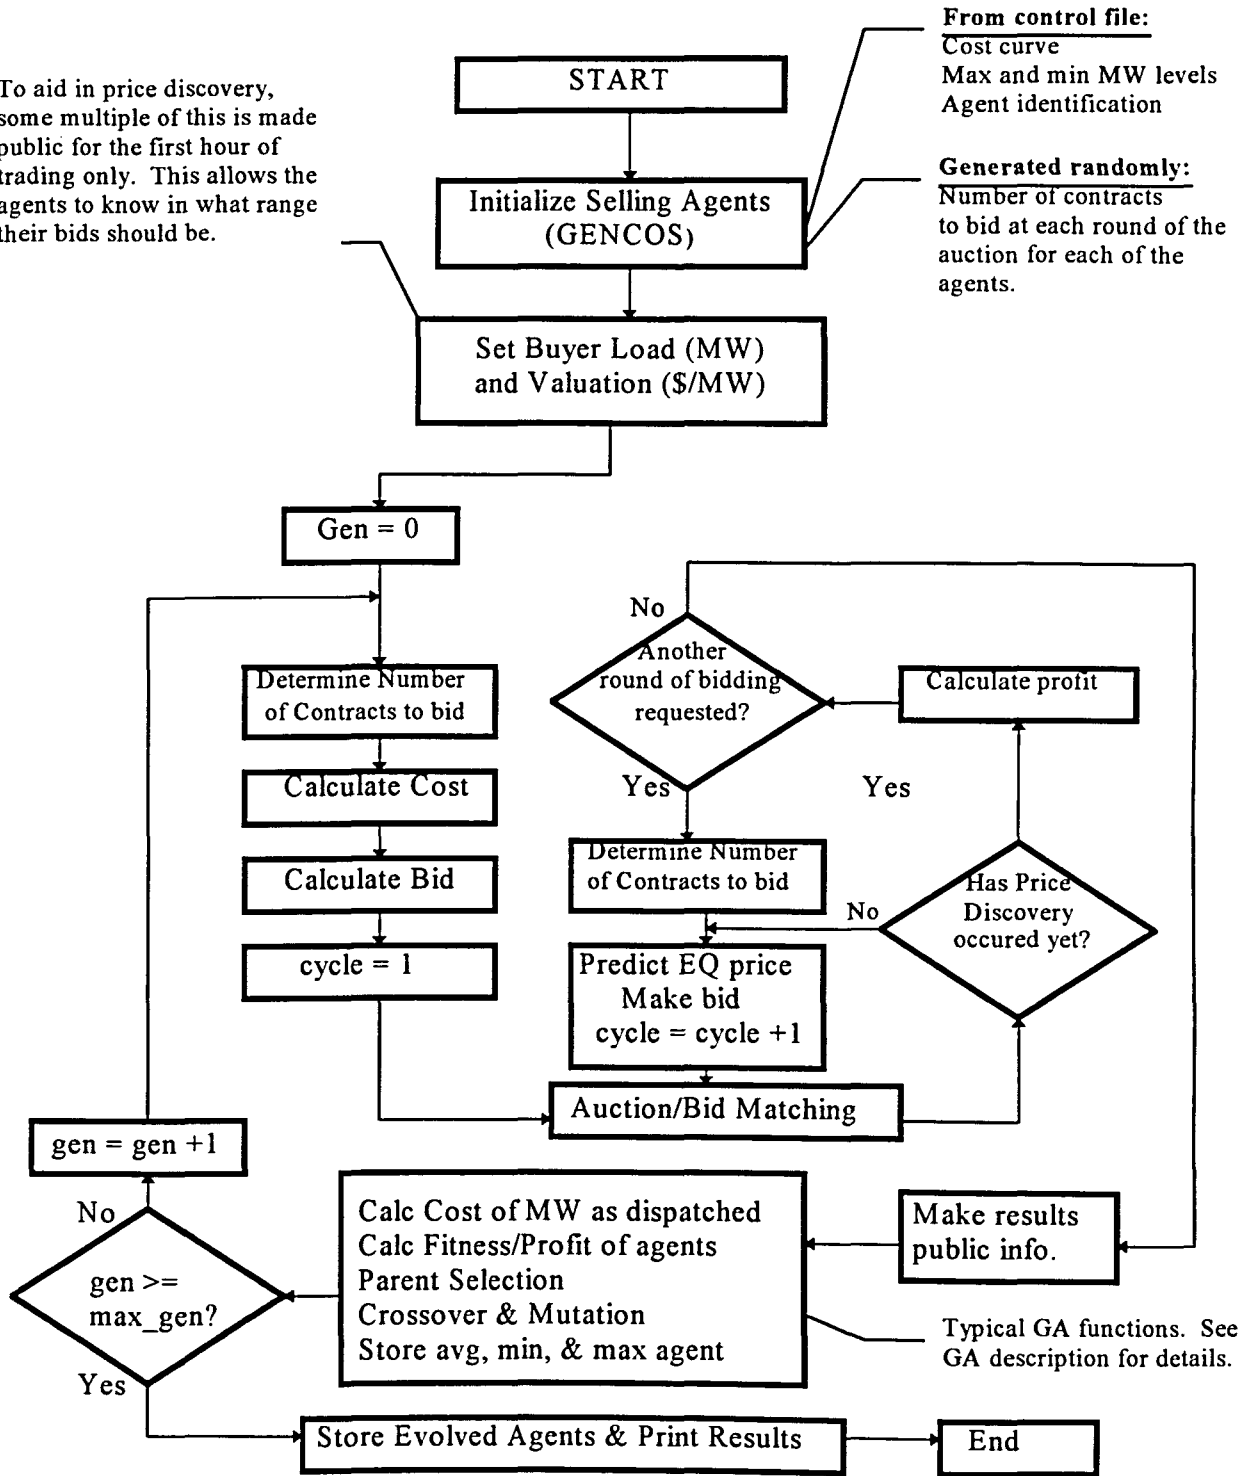 From control file:
Cost curve
Max and min MW levels
Agent identification
START
To aid in price discovery,
some multiple of this is made
public for the first hour of
trading only. This allows the
agents to know in what range
their bids should be.
Generated randomly:
Number of contracts
to bid at each round of the
auction for each of the
agents.
Initialize Selling Agents
(GENCOS)
Set Buyer Load (MW)
and Valuation ($/MW)
Gen = 0
No
Another
round of bidding
requested?
Calculate profit
Determine Number
of Contracts to bid
Calculate Cost
Yes
Yes
Determine Number
of Contracts to bid
Calculate Bid
Has Price
Discovery
occured yet?
No
cycle = 1
Predict EQ price
Make bid
cycle = cycle +1
Auction/Bid Matching
gen = gen +1
No
gen >=
max_gen?
Yes
Calc Cost of MW as dispatched
Calc Fitness/Profit of agents
Parent Selection
Crossover & Mutation
Store avg, min, & max agent
Make results
public info.
Typical GA functions. See
GA description for details.
Store Evolved Agents & Print Results
End